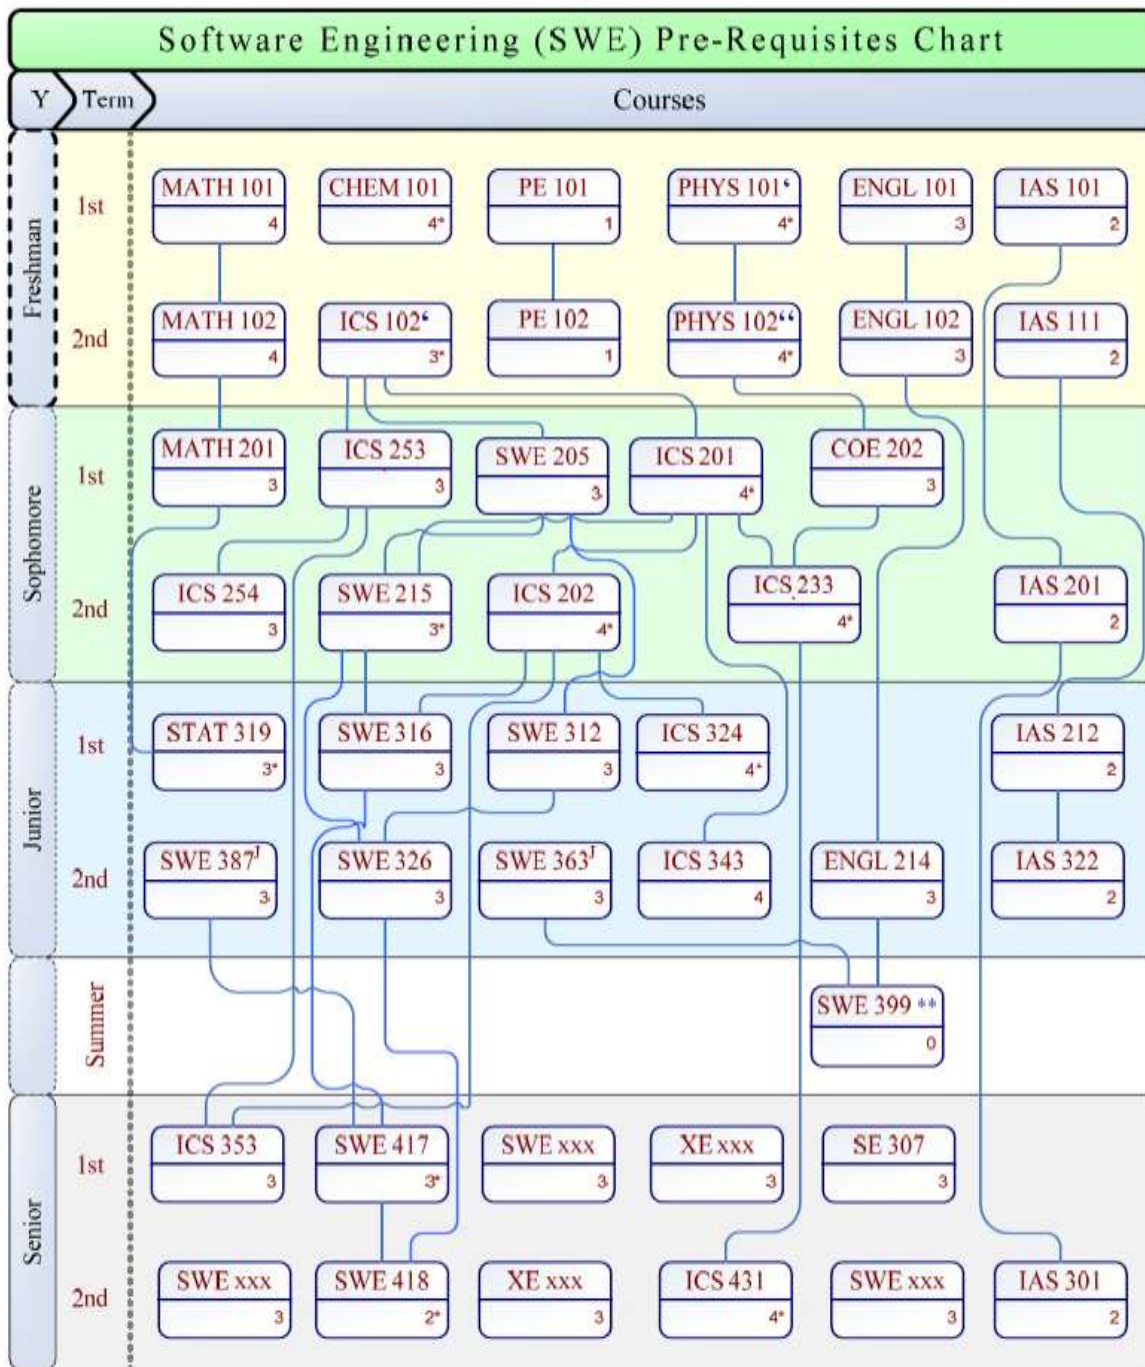 Software Engineering (SWE) Pre-Requisites Chart
Y Term Courses
Freshman
1st
MATH 101 CHEM 101 PE 101 PHYS 101‘ ENGL 101 IAS 101
4 4* 1 4* 3 2
2nd
MATH 102 ICS 102‘ PE 102 PHYS 102‘‘ ENGL 102 IAS 111
4 3* 1 4* 3 2
Sophomore
1st
MATH 201 ICS 253 SWE 205 ICS 201 COE 202
3 3 3 4* 3
2nd
ICS 254 SWE 215 ICS 202 ICS 233 IAS 201
3 3* 4* 4* 2
Junior
1st
STAT 319 SWE 316 SWE 312 ICS 324 IAS 212
3* 3 3 4* 2
2nd
SWE 387J SWE 326 SWE 363J ICS 343 ENGL 214 IAS 322
3 3 3 4 3 2
Summer
SWE 399 **
0
Senior
1st
ICS 353 SWE 417 SWE xxx XE xxx SE 307
3 3* 3 3 3
2nd
SWE xxx SWE 418 XE xxx ICS 431 SWE xxx IAS 301
3 2* 3 4* 3 2